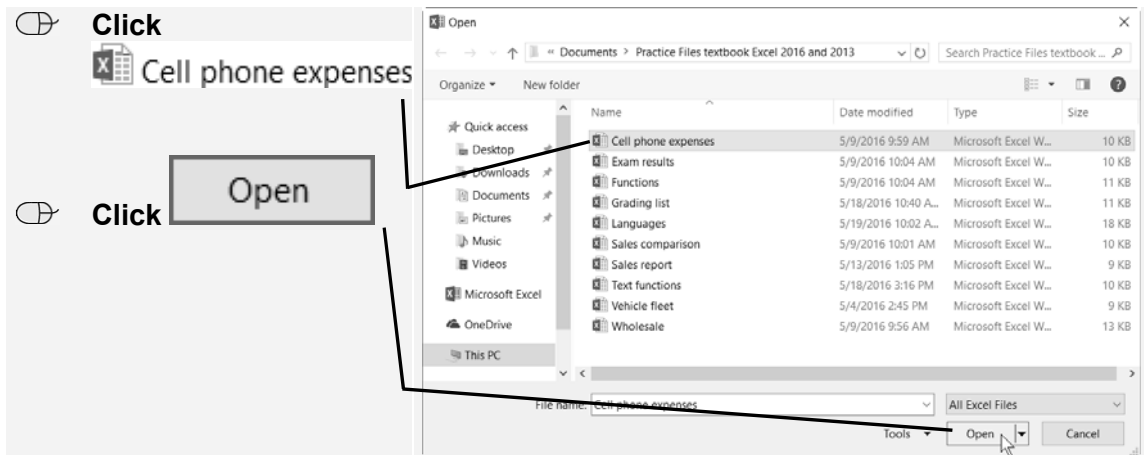 Click
Cell phone expenses
Click Open
Open
« Documents > Practice Files textbook Excel 2016 and 2013
Search Practice Files textbook ...
Organize
New folder
Name Date modified Type Size
Quick access
Desktop
Downloads
Documents
Pictures
Music
Videos
Microsoft Excel
OneDrive
This PC
Cell phone expenses 5/9/2016 9:59 AM Microsoft Excel W... 10 KB
Exam results 5/9/2016 10:04 AM Microsoft Excel W... 10 KB
Functions 5/9/2016 10:04 AM Microsoft Excel W... 11 KB
Grading list 5/18/2016 10:40 A... Microsoft Excel W... 11 KB
Languages 5/19/2016 10:02 A... Microsoft Excel W... 18 KB
Sales comparison 5/9/2016 10:01 AM Microsoft Excel W... 10 KB
Sales report 5/13/2016 1:05 PM Microsoft Excel W... 9 KB
Text functions 5/18/2016 3:16 PM Microsoft Excel W... 10 KB
Vehicle fleet 5/4/2016 2:45 PM Microsoft Excel W... 9 KB
Wholesale 5/9/2016 9:56 AM Microsoft Excel W... 13 KB
File name: Cell phone expenses
All Excel Files
Tools
Open
Cancel